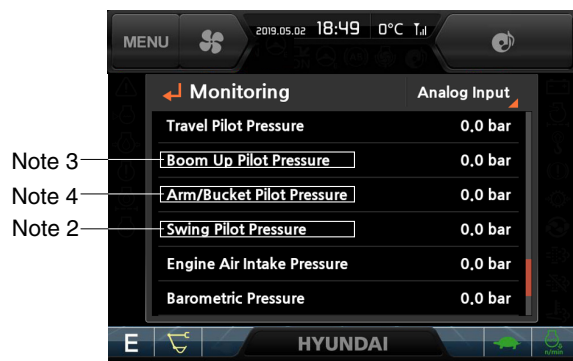 MENU 2019.05.02 18:49 0°C
Monitoring Analog Input
Travel Pilot Pressure 0.0 bar
Note 3 Boom Up Pilot Pressure 0.0 bar
Note 4 Arm/Bucket Pilot Pressure 0.0 bar
Note 2 Swing Pilot Pressure 0.0 bar
Engine Air Intake Pressure 0.0 bar
Barometric Pressure 0.0 bar
E HYUNDAI n/min